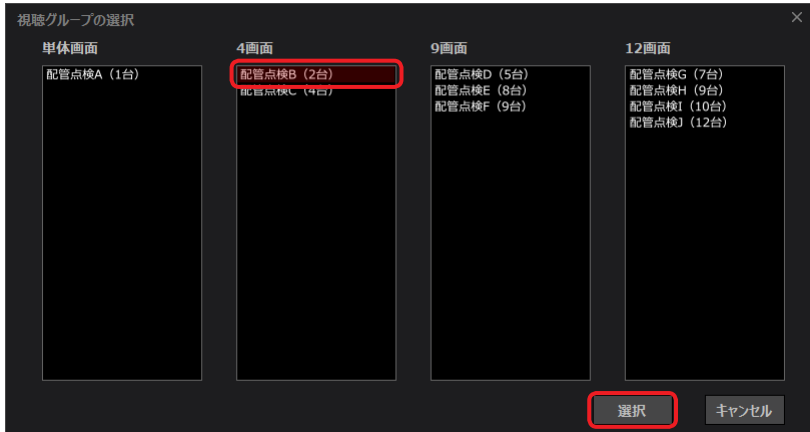 視聴グループの選択
単体画面
配管点検A（1台）
4画面
配管点検B（2台）
配管点検C（4台）
9画面
配管点検D（5台）
配管点検E（8台）
配管点検F（9台）
12画面
配管点検G（7台）
配管点検H（9台）
配管点検I（10台）
配管点検J（12台）
選択
キャンセル